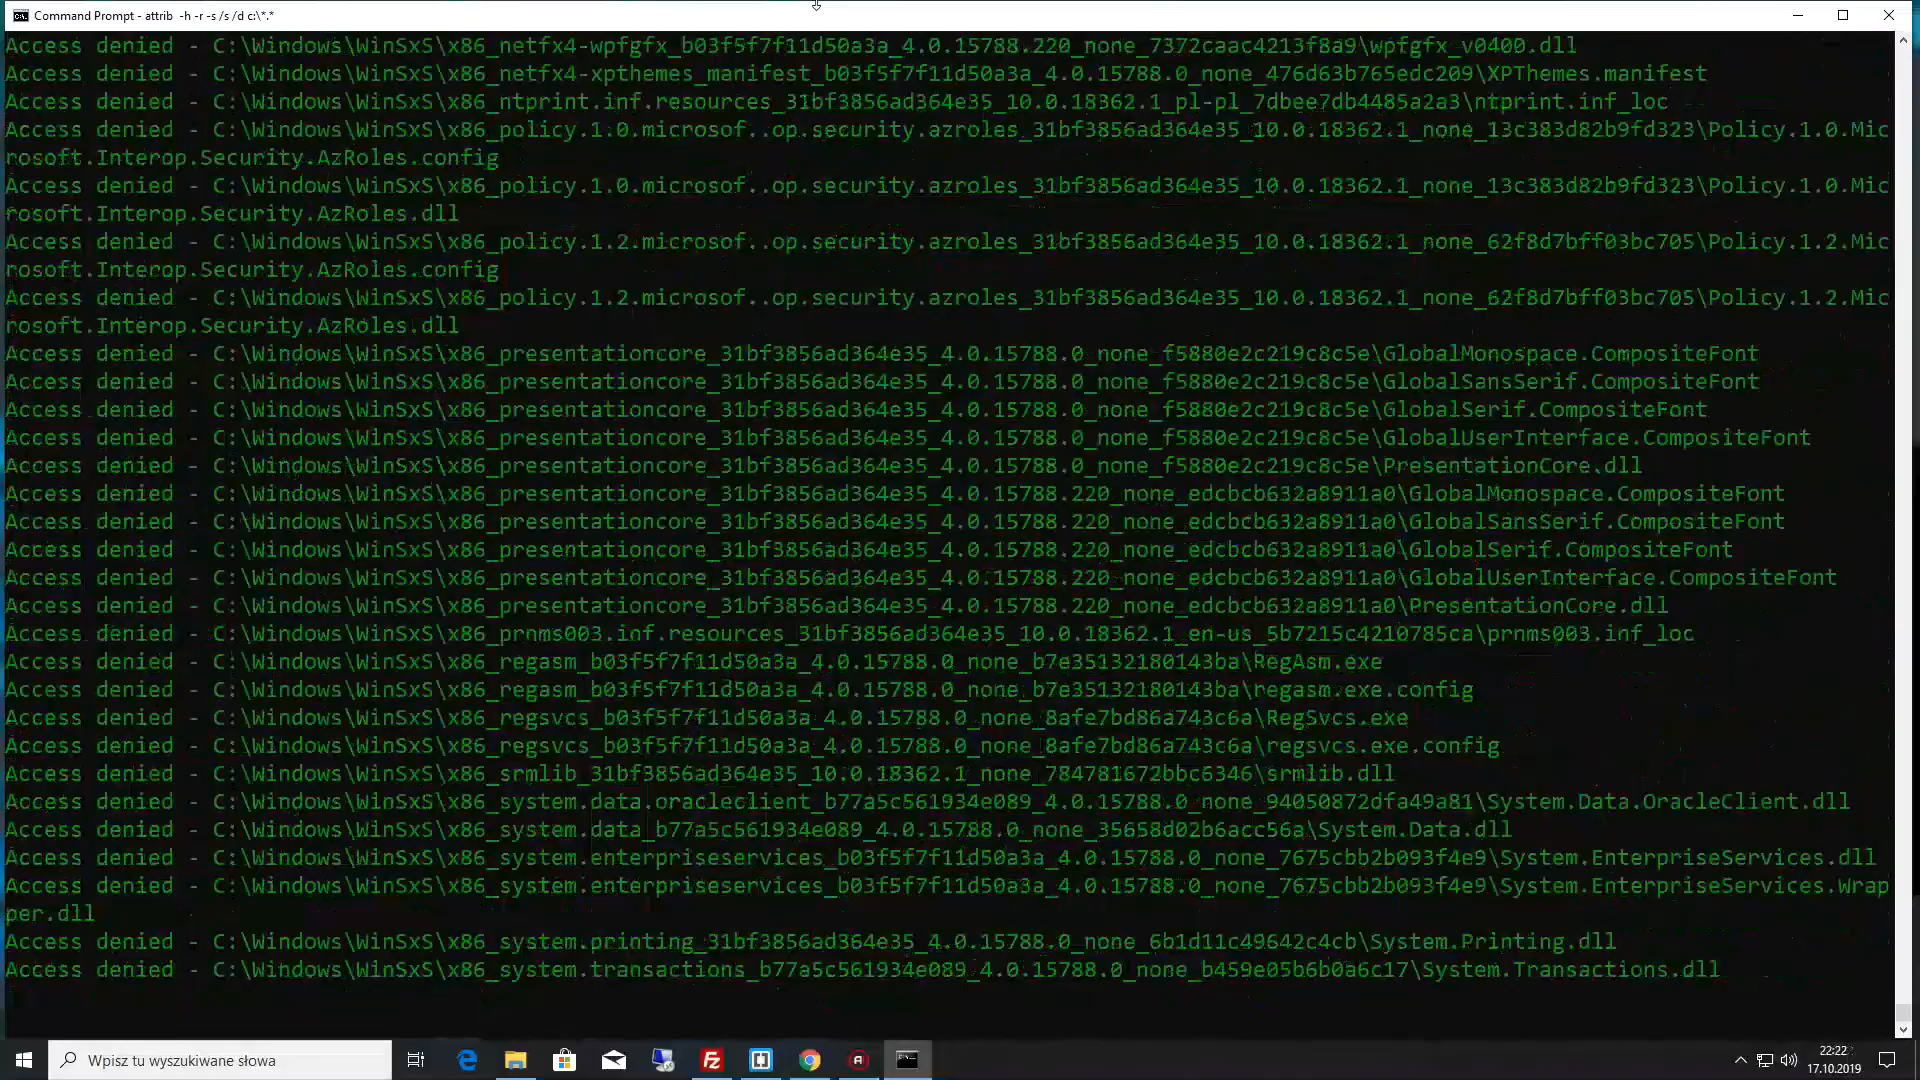 Command Prompt - attrib  -h -r -s /s /d c:\*.*
Access denied - C:\Windows\WinSxS\x86_netfx4-wpfgfx_b03f5f7f11d50a3a_4.0.15788.220_none_7372caac4213f8a9\wpfgfx_v0400.dll
Access denied - C:\Windows\WinSxS\x86_netfx4-xpthemes_manifest_b03f5f7f11d50a3a_4.0.15788.0_none_476d63b765edc209\XPThemes.manifest
Access denied - C:\Windows\WinSxS\x86_ntprint.inf.resources_31bf3856ad364e35_10.0.18362.1_pl-pl_7dbee7db4485a2a3\ntprint.inf_loc
Access denied - C:\Windows\WinSxS\x86_policy.1.0.microsof..op.security.azroles_31bf3856ad364e35_10.0.18362.1_none_13c383d82b9fd323\Policy.1.0.Mic
rosoft.Interop.Security.AzRoles.config
Access denied - C:\Windows\WinSxS\x86_policy.1.0.microsof..op.security.azroles_31bf3856ad364e35_10.0.18362.1_none_13c383d82b9fd323\Policy.1.0.Mic
rosoft.Interop.Security.AzRoles.dll
Access denied - C:\Windows\WinSxS\x86_policy.1.2.microsof..op.security.azroles_31bf3856ad364e35_10.0.18362.1_none_62f8d7bff03bc705\Policy.1.2.Mic
rosoft.Interop.Security.AzRoles.config
Access denied - C:\Windows\WinSxS\x86_policy.1.2.microsof..op.security.azroles_31bf3856ad364e35_10.0.18362.1_none_62f8d7bff03bc705\Policy.1.2.Mic
rosoft.Interop.Security.AzRoles.dll
Access denied - C:\Windows\WinSxS\x86_presentationcore_31bf3856ad364e35_4.0.15788.0_none_f5880e2c219c8c5e\GlobalMonospace.CompositeFont
Access denied - C:\Windows\WinSxS\x86_presentationcore_31bf3856ad364e35_4.0.15788.0_none_f5880e2c219c8c5e\GlobalSansSerif.CompositeFont
Access denied - C:\Windows\WinSxS\x86_presentationcore_31bf3856ad364e35_4.0.15788.0_none_f5880e2c219c8c5e\GlobalSerif.CompositeFont
Access denied - C:\Windows\WinSxS\x86_presentationcore_31bf3856ad364e35_4.0.15788.0_none_f5880e2c219c8c5e\GlobalUserInterface.CompositeFont
Access denied - C:\Windows\WinSxS\x86_presentationcore_31bf3856ad364e35_4.0.15788.0_none_f5880e2c219c8c5e\PresentationCore.dll
Access denied - C:\Windows\WinSxS\x86_presentationcore_31bf3856ad364e35_4.0.15788.220_none_edcbcb632a8911a0\GlobalMonospace.CompositeFont
Access denied - C:\Windows\WinSxS\x86_presentationcore_31bf3856ad364e35_4.0.15788.220_none_edcbcb632a8911a0\GlobalSansSerif.CompositeFont
Access denied - C:\Windows\WinSxS\x86_presentationcore_31bf3856ad364e35_4.0.15788.220_none_edcbcb632a8911a0\GlobalSerif.CompositeFont
Access denied - C:\Windows\WinSxS\x86_presentationcore_31bf3856ad364e35_4.0.15788.220_none_edcbcb632a8911a0\GlobalUserInterface.CompositeFont
Access denied - C:\Windows\WinSxS\x86_presentationcore_31bf3856ad364e35_4.0.15788.220_none_edcbcb632a8911a0\PresentationCore.dll
Access denied - C:\Windows\WinSxS\x86_prnms003.inf.resources_31bf3856ad364e35_10.0.18362.1_en-us_5b7215c4210785ca\prnms003.inf_loc
Access denied - C:\Windows\WinSxS\x86_regasm_b03f5f7f11d50a3a_4.0.15788.0_none_b7e35132180143ba\RegAsm.exe
Access denied - C:\Windows\WinSxS\x86_regasm_b03f5f7f11d50a3a_4.0.15788.0_none_b7e35132180143ba\regasm.exe.config
Access denied - C:\Windows\WinSxS\x86_regsvcs_b03f5f7f11d50a3a_4.0.15788.0_none_8afe7bd86a743c6a\RegSvcs.exe
Access denied - C:\Windows\WinSxS\x86_regsvcs_b03f5f7f11d50a3a_4.0.15788.0_none_8afe7bd86a743c6a\regsvcs.exe.config
Access denied - C:\Windows\WinSxS\x86_srmlib_31bf3856ad364e35_10.0.18362.1_none_784781672bbc6346\srmlib.dll
Access denied - C:\Windows\WinSxS\x86_system.data.oracleclient_b77a5c561934e089_4.0.15788.0_none_94050872dfa49a81\System.Data.OracleClient.dll
Access denied - C:\Windows\WinSxS\x86_system.data_b77a5c561934e089_4.0.15788.0_none_35658d02b6acc56a\System.Data.dll
Access denied - C:\Windows\WinSxS\x86_system.enterpriseservices_b03f5f7f11d50a3a_4.0.15788.0_none_7675cbb2b093f4e9\System.EnterpriseServices.dll
Access denied - C:\Windows\WinSxS\x86_system.enterpriseservices_b03f5f7f11d50a3a_4.0.15788.0_none_7675cbb2b093f4e9\System.EnterpriseServices.Wrap
per.dll
Access denied - C:\Windows\WinSxS\x86_system.printing_31bf3856ad364e35_4.0.15788.0_none_6b1d11c49642c4cb\System.Printing.dll
Access denied - C:\Windows\WinSxS\x86_system.transactions_b77a5c561934e089_4.0.15788.0_none_b459e05b6b0a6c17\System.Transactions.dll
Wpisz tu wyszukiwane słowa
22:22
17.10.2019